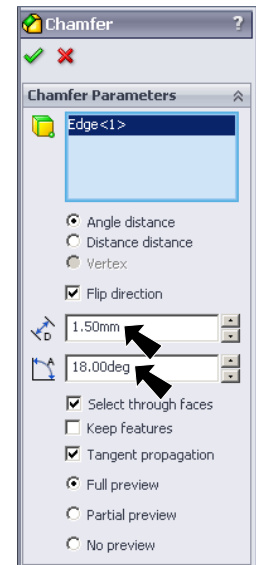 Chamfer ?
Chamfer Parameters
Edge<1>
Angle distance
Distance distance
Vertex
Flip direction
D
1.50mm
A
18.00deg
Select through faces
Keep features
Tangent propagation
Full preview
Partial preview
No preview